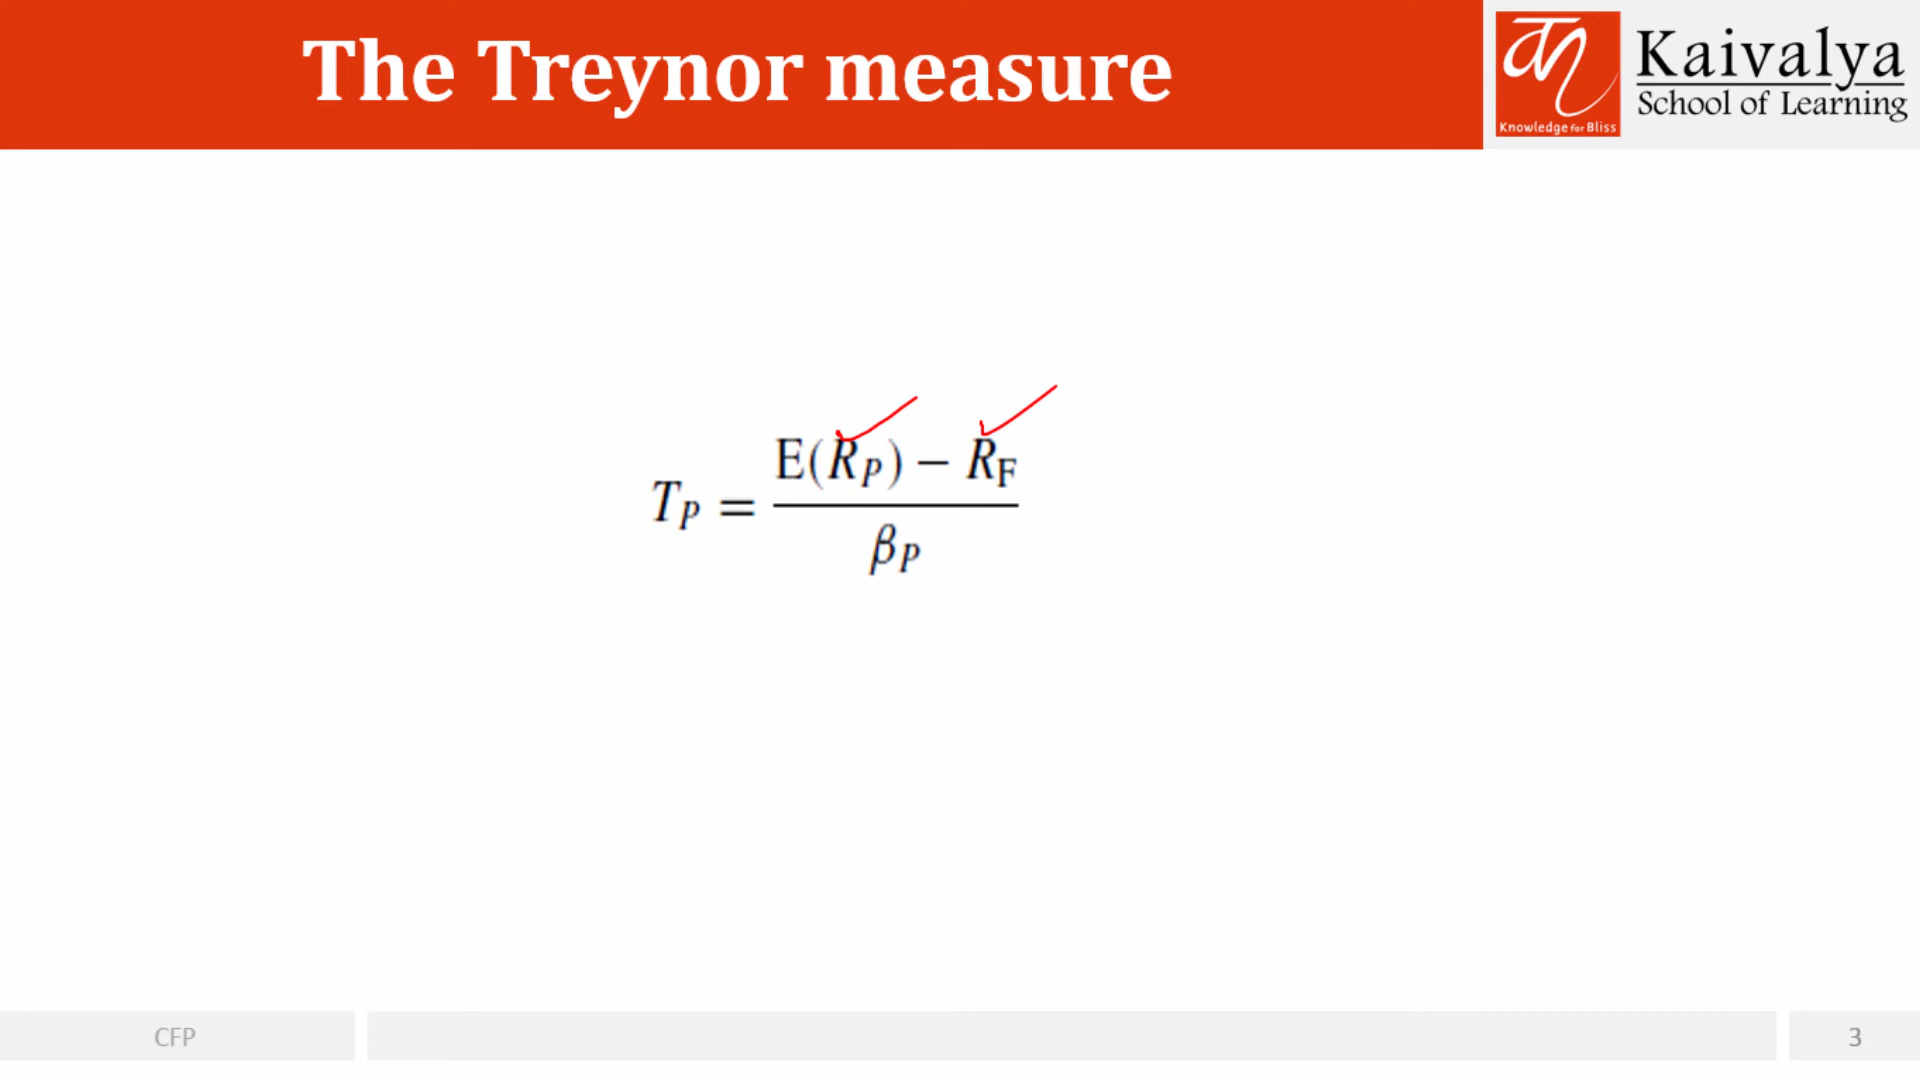 The Treynor measure
Knowledge for Bliss
Kaivalya
School of Learning
T_P = (E(R_P) − R_F) / β_P
CFP
3